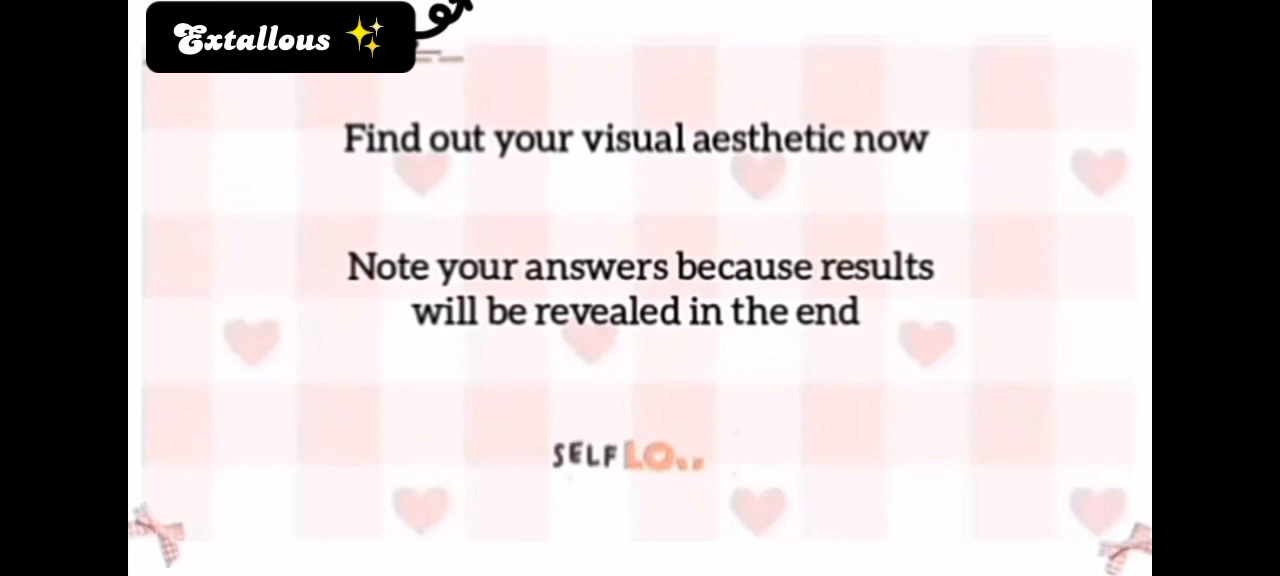 Extallous
Find out your visual aesthetic now
Note your answers because results
will be revealed in the end
SELF LO..